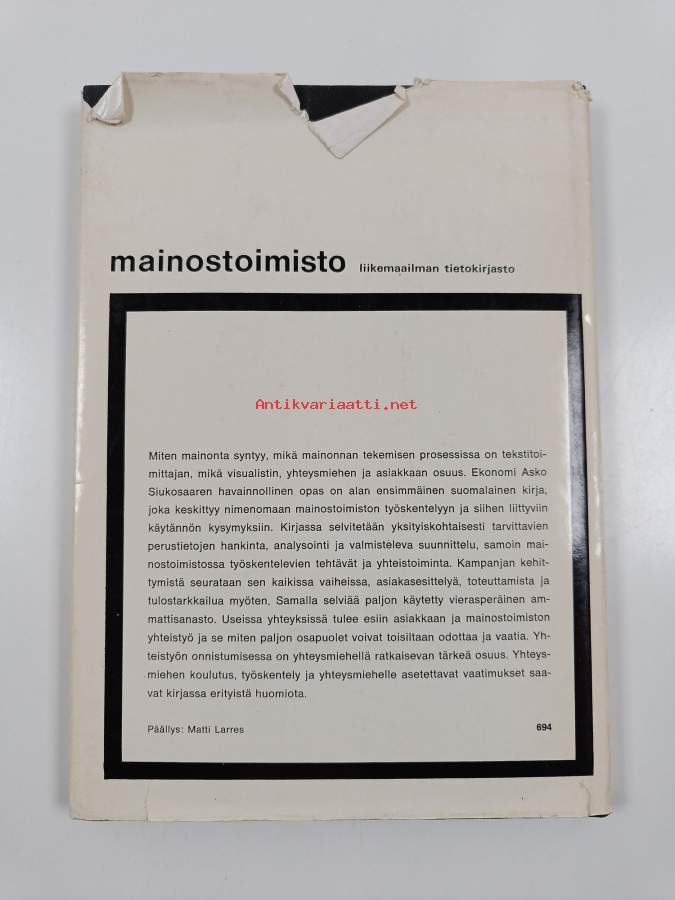 mainostoimisto liikemaailman tietokirjasto
Antikvariaatti.net
Miten mainonta syntyy, mikä mainonnan tekemisen prosessissa on tekstitoi-
mittajan, mikä visualistin, yhteysmiehen ja asiakkaan osuus. Ekonomi Asko
Siukosaaren havainnollinen opas on alan ensimmäinen suomalainen kirja,
joka keskittyy nimenomaan mainostoimiston työskentelyyn ja siihen liittyviin
käytännön kysymyksiin. Kirjassa selvitetään yksityiskohtaisesti tarvittavien
perustietojen hankinta, analysointi ja valmisteleva suunnittelu, samoin mai-
nostoimistossa työskentelevien tehtävät ja yhteistoiminta. Kampanjan kehit-
tymistä seurataan sen kaikissa vaiheissa, asiakasesittelyä, toteuttamista ja
tulostarkkailua myöten. Samalla selviää paljon käytetty vierasperäinen am-
mattisanasto. Useissa yhteyksissä tulee esiin asiakkaan ja mainostoimiston
yhteistyö ja se miten paljon osapuolet voivat toisiltaan odottaa ja vaatia. Yh-
teistyön onnistumisessa on yhteysmiehellä ratkaisevan tärkeä osuus. Yhteys-
miehen koulutus, työskentely ja yhteysmiehelle asetettavat vaatimukset saa-
vat kirjassa erityistä huomiota.
Päällys: Matti Larres 694